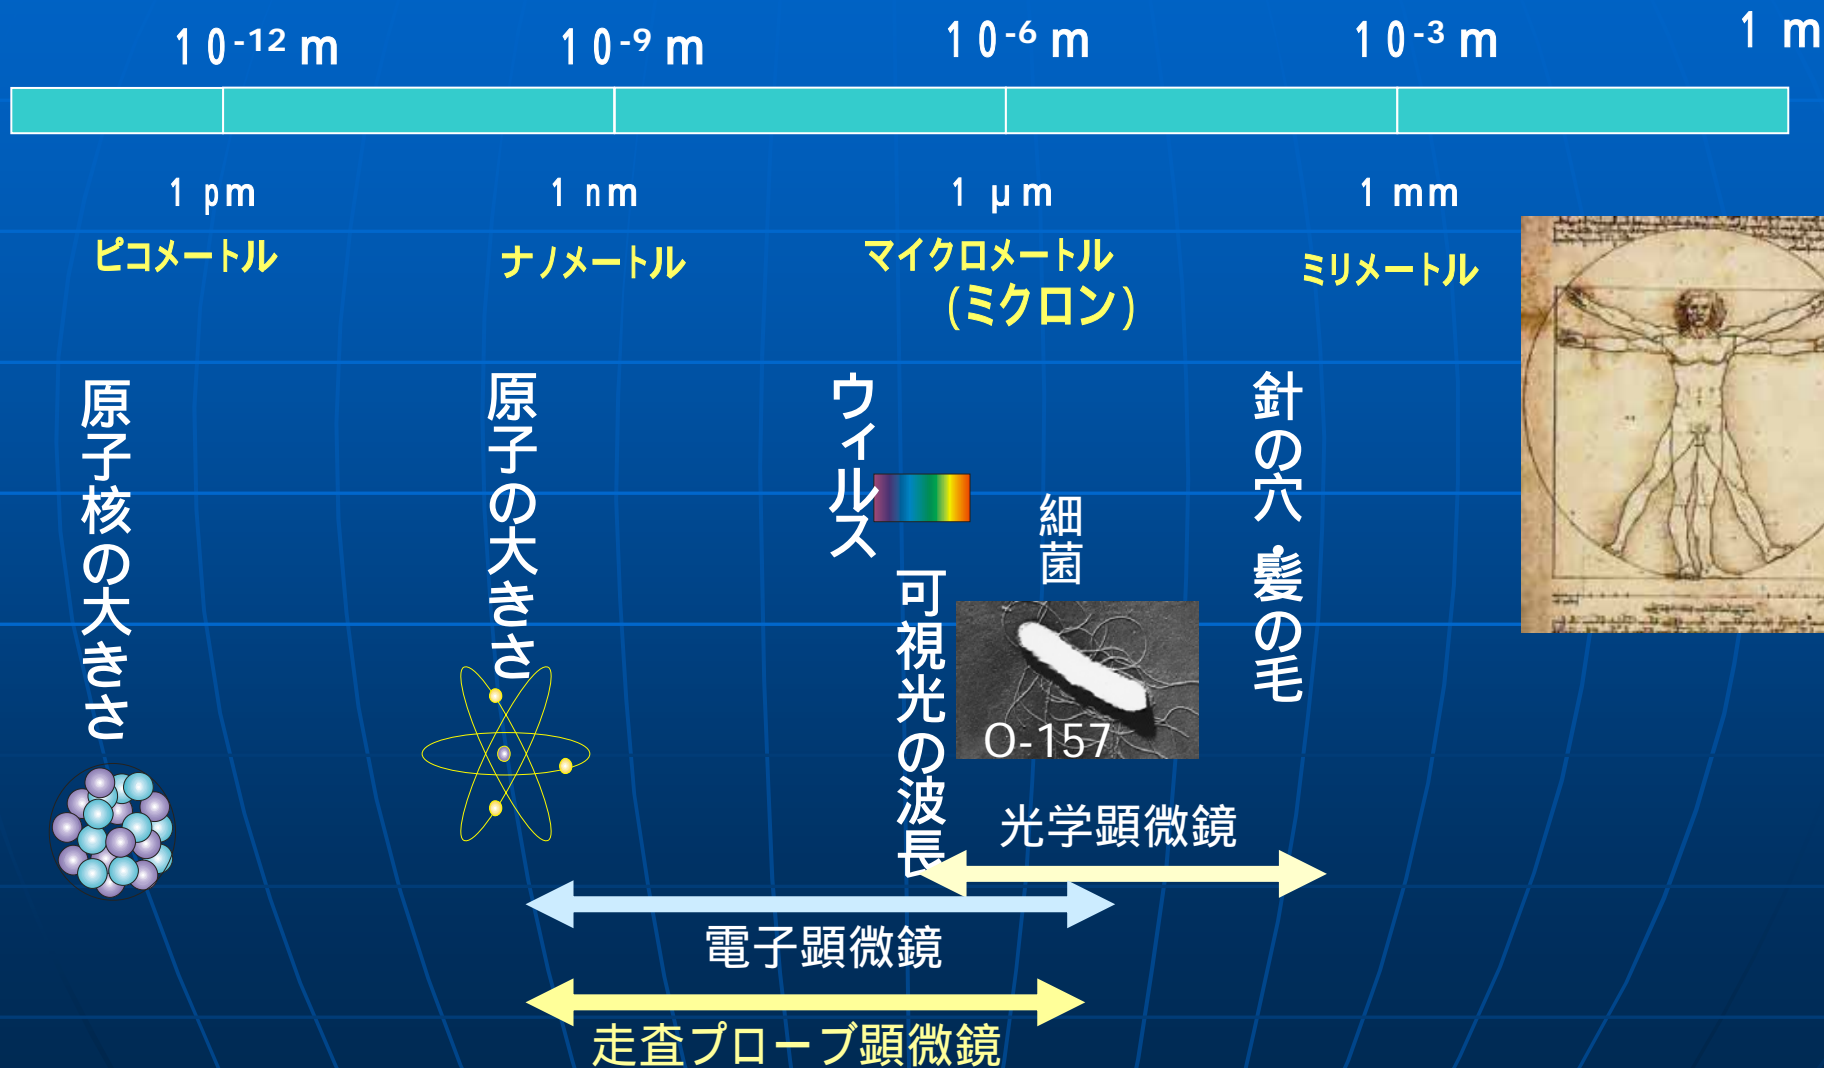 10-12 m
10-9 m
10-6 m
10-3 m
1 m
1 pm
1 nm
1 μm
1 mm
ピコメートル
ナノメートル
マイクロメートル
(ミクロン)
ミリメートル
原子核の大きさ
原子の大きさ
ウィルス
可視光の波長
細菌
O-157
針の穴・髪の毛
光学顕微鏡
電子顕微鏡
走査プローブ顕微鏡